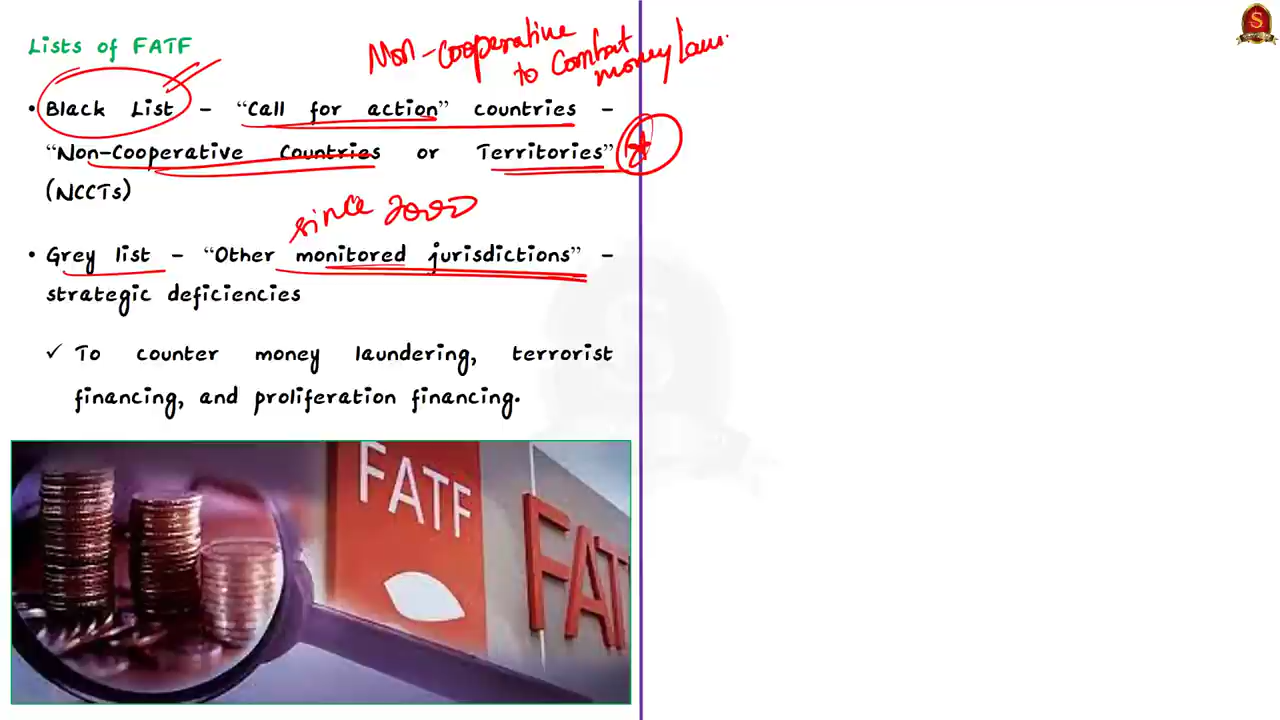 Lists of FATF
Non-cooperative
to Combat
money Laun.
• Black List - “Call for action” countries -
“Non-Cooperative Countries or Territories”
(NCCTs)
since 2000
• Grey list - “Other monitored jurisdictions” -
strategic deficiencies
✓ To counter money laundering, terrorist
financing, and proliferation financing.
FATF
FAT
S